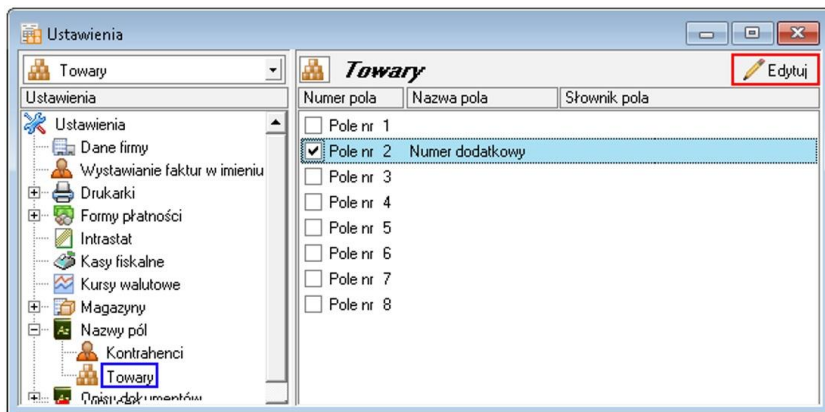 Ustawienia
Towary
Towary
Edytuj
Ustawienia
Numer pola
Nazwa pola
Słownik pola
Ustawienia
Dane firmy
Wystawianie faktur w imieniu
Drukarki
Formy płatności
Intrastat
Kasy fiskalne
Kursy walutowe
Magazyny
Nazwy pól
Kontrahenci
Towary
Opisy dokumentów
Pole nr 1
Pole nr 2 Numer dodatkowy
Pole nr 3
Pole nr 4
Pole nr 5
Pole nr 6
Pole nr 7
Pole nr 8